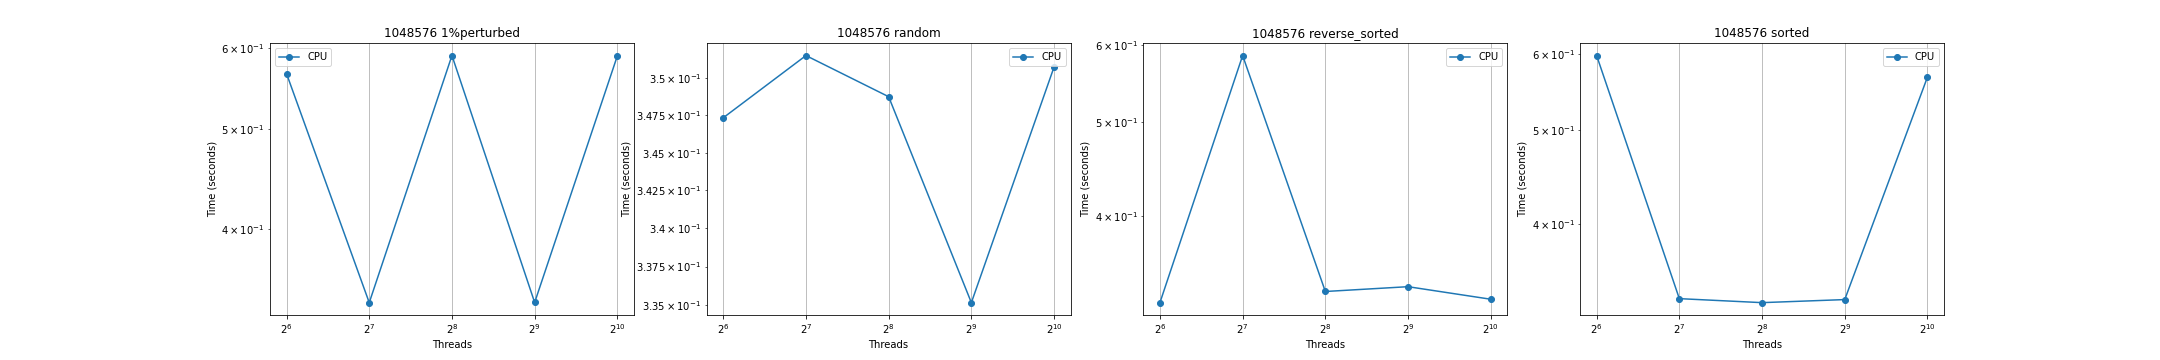 1048576 1%perturbed
CPU
6 × 10⁻¹
5 × 10⁻¹
4 × 10⁻¹
Time (seconds)
2⁶ 2⁷ 2⁸ 2⁹ 2¹⁰
Threads
1048576 random
CPU
3.5 × 10⁻¹
3.475 × 10⁻¹
3.45 × 10⁻¹
3.425 × 10⁻¹
3.4 × 10⁻¹
3.375 × 10⁻¹
3.35 × 10⁻¹
Time (seconds)
2⁶ 2⁷ 2⁸ 2⁹ 2¹⁰
Threads
1048576 reverse_sorted
CPU
6 × 10⁻¹
5 × 10⁻¹
4 × 10⁻¹
Time (seconds)
2⁶ 2⁷ 2⁸ 2⁹ 2¹⁰
Threads
1048576 sorted
CPU
6 × 10⁻¹
5 × 10⁻¹
4 × 10⁻¹
Time (seconds)
2⁶ 2⁷ 2⁸ 2⁹ 2¹⁰
Threads